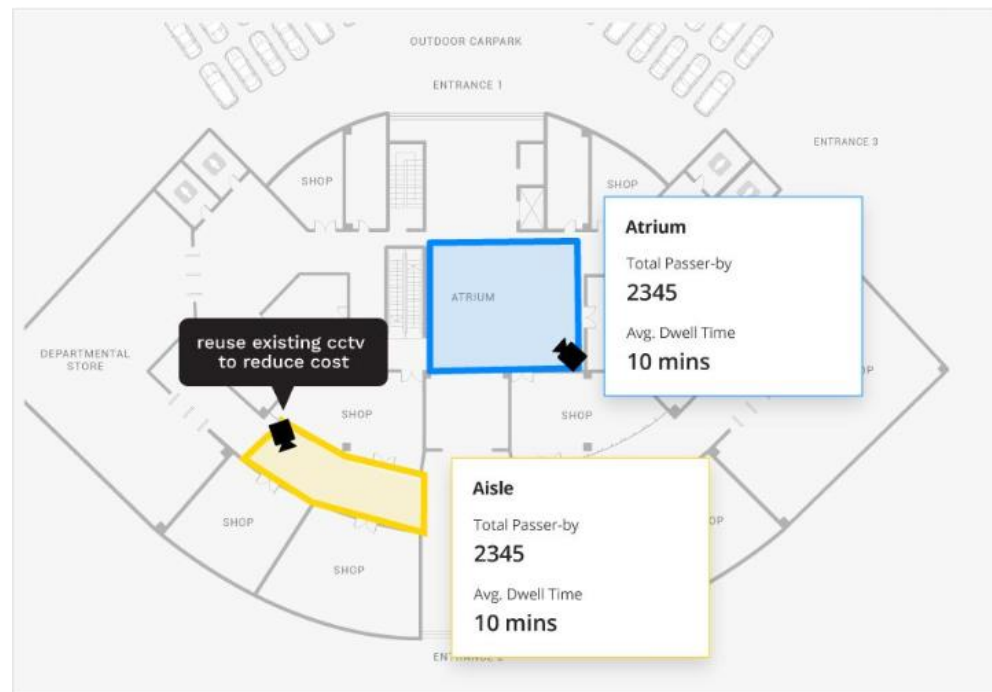 OUTDOOR CARPARK
ENTRANCE 1
ENTRANCE 3
SHOP
SHOP
Atrium
Total Passer-by
2345
Avg. Dwell Time
10 mins
ATRIUM
reuse existing cctv
to reduce cost
DEPARTMENTAL
STORE
SHOP
SHOP
Aisle
Total Passer-by
2345
Avg. Dwell Time
10 mins
SHOP
SHOP